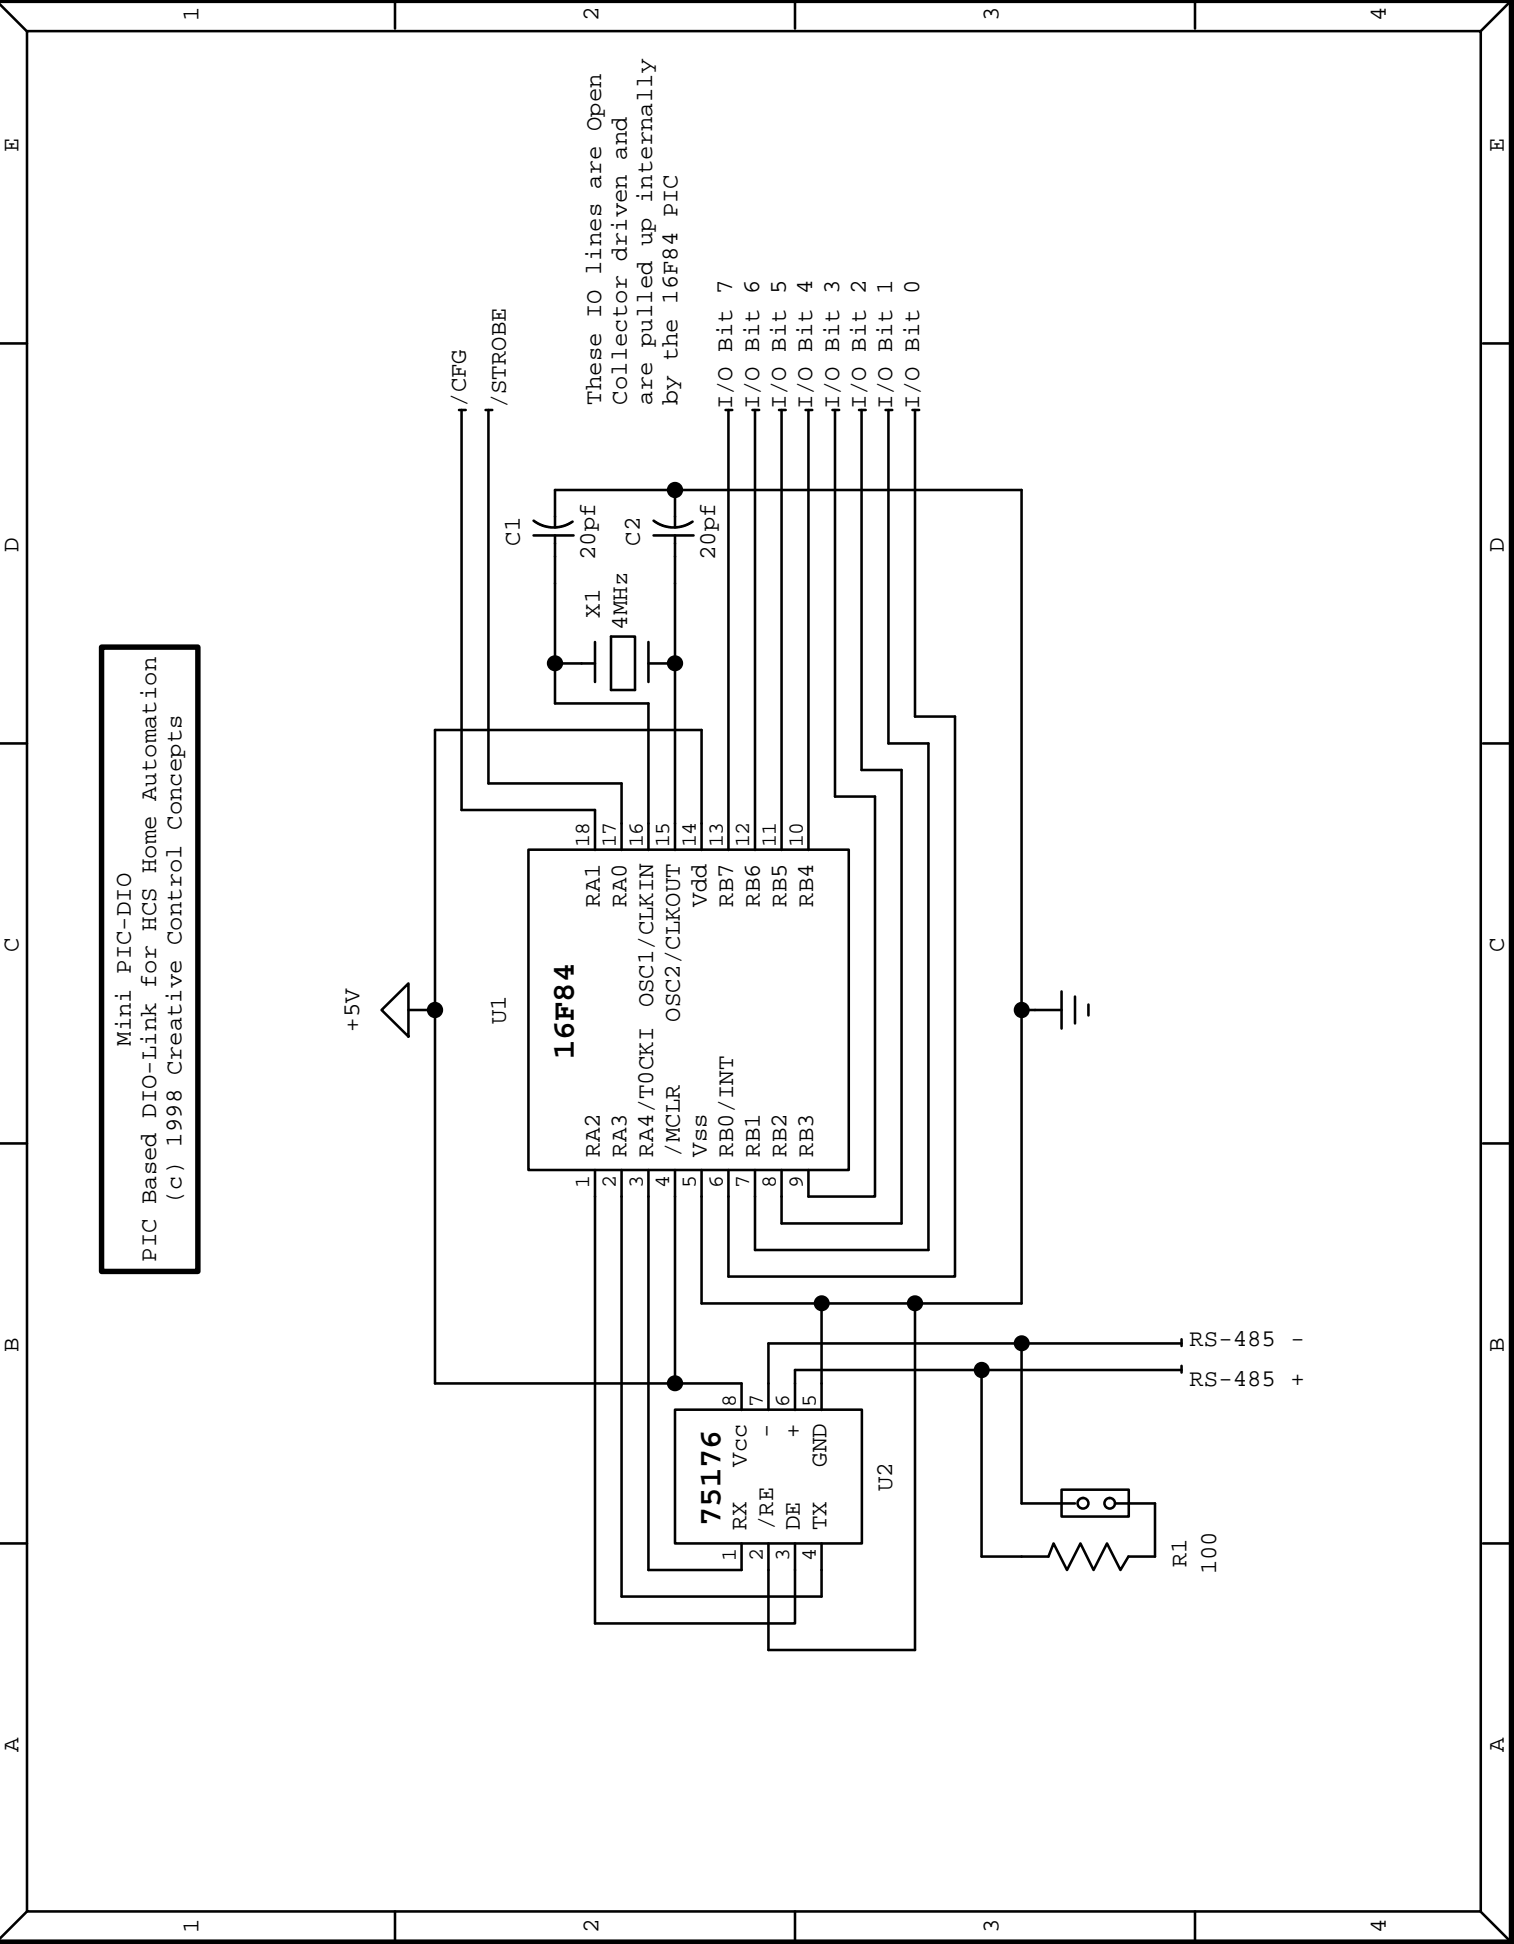 Mini PIC-DIO
PIC Based DIO-Link for HCS Home Automation
(c) 1998 Creative Control Concepts
+5V
U1
16F84
RA2
RA3
RA4/T0CKI
/MCLR
Vss
RB0/INT
RB1
RB2
RB3
1
2
3
4
5
6
7
8
9
RA1
RA0
OSC1/CLKIN
OSC2/CLKOUT
Vdd
RB7
RB6
RB5
RB4
18
17
16
15
14
13
12
11
10
/CFG
/STROBE
C1
20pf
C2
20pf
X1
4MHz
These IO lines are Open
Collector driven and
are pulled up internally
by the 16F84 PIC
I/O Bit 7
I/O Bit 6
I/O Bit 5
I/O Bit 4
I/O Bit 3
I/O Bit 2
I/O Bit 1
I/O Bit 0
75176
RX Vcc
/RE -
DE +
TX GND
1
2
3
4
8
7
6
5
U2
RS-485 -
RS-485 +
R1
100
A
B
C
D
E
A
B
C
D
E
1
2
3
4
1
2
3
4